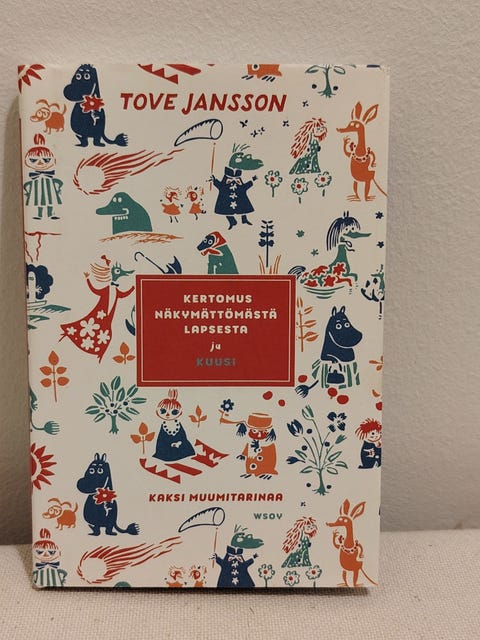 TOVE JANSSON
KERTOMUS
NÄKYMÄTTÖMÄSTÄ
LAPSESTA
ja
KUUSI
KAKSI MUUMITARINAA
WSOY